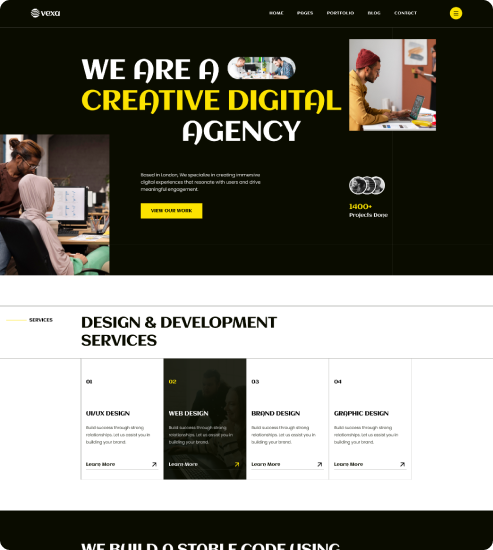 vexa
HOME PAGES PORTFOLIO BLOG CONTACT
WE ARE A
CREATIVE DIGITAL
AGENCY
Based in London, We specialize in creating immersive
digital experiences that resonate with users and drive
meaningful engagement.
VIEW OUR WORK
1400+
Projects Done
SERVICES
DESIGN & DEVELOPMENT
SERVICES
01
UI/UX DESIGN
Build success through strong
relationships. Let us assist you in
building your brand.
Learn More
02
WEB DESIGN
Build success through strong
relationships. Let us assist you in
building your brand.
Learn More
03
BRAND DESIGN
Build success through strong
relationships. Let us assist you in
building your brand.
Learn More
04
GRAPHIC DESIGN
Build success through strong
relationships. Let us assist you in
building your brand.
Learn More
WE BUILD A STABLE CODE USING